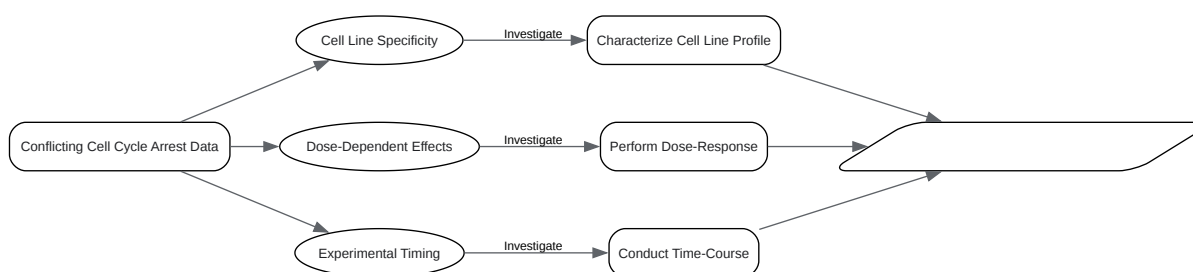 Cell Line Specificity
Investigate
Characterize Cell Line Profile
Conflicting Cell Cycle Arrest Data
Dose-Dependent Effects
Investigate
Perform Dose-Response
Experimental Timing
Investigate
Conduct Time-Course